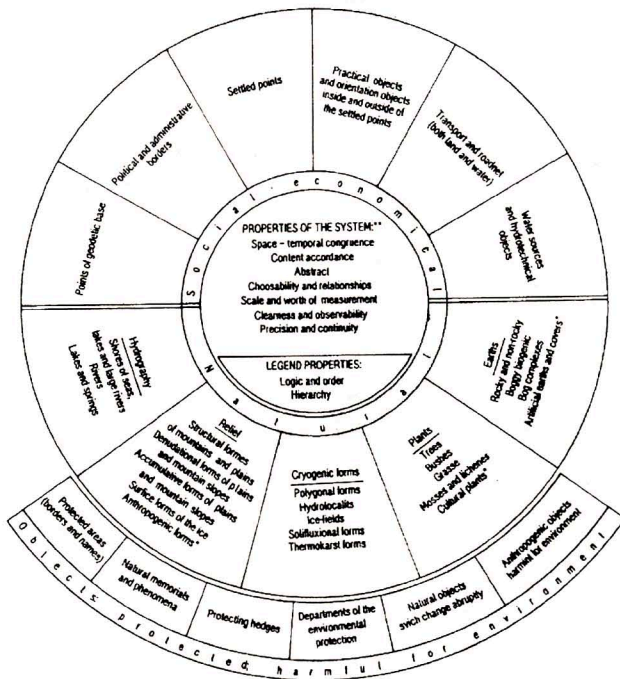 Settled points
Practical objects
and orientation objects
inside and outside of
the settled points
Political and administrative
borders
Transport and roadnet
(both land and water)
Points of geodetic base
Water sources
and hydrotechnical
objects
Social-economical
PROPERTIES OF THE SYSTEM:**
Space - temporal congruence
Content accordance
Abstract
Choosability and relationships
Scale and worth of measurement
Clearness and observability
Precision and continuity
LEGEND PROPERTIES:
Logic and order
Hierarchy
Natural
Hydrography
Shores of seas,
lakes and large rivers
Rivers
Lakes and springs
Relief
Structural formes
of mountains and plains
Denudational forms of plains
and mountain slopes
Accumulative forms of plains
and mountain slopes
Surfice forms of the ice
Anthropogenic forms*
Cryogenic forms
Polygonal forms
Hydrolocalits
Ice-fields
Solifluxional forms
Thermokarst forms
Plants
Trees
Bushes
Grasse
Mosses and lichenes
Cultural plants*
Earths
Rocky and non-rocky
Boggy biogenic
Bog complexes
Artificial earths and covers*
Protected areas
(borders and names)
Natural memorials
and phenomena
Protecting hedges
Departments of the
environmental
protection
Natural objects
svich change abruptly
Anthropogenic objects
harmful for environment
Objects: protected; harmful for environment